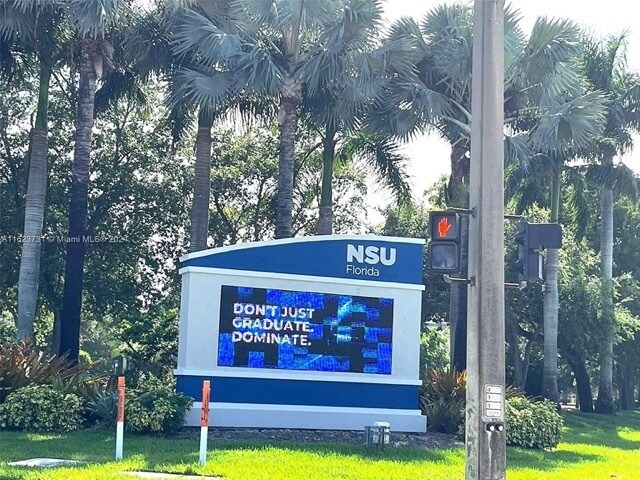 NSU
Florida
DON'T JUST
GRADUATE.
DOMINATE.